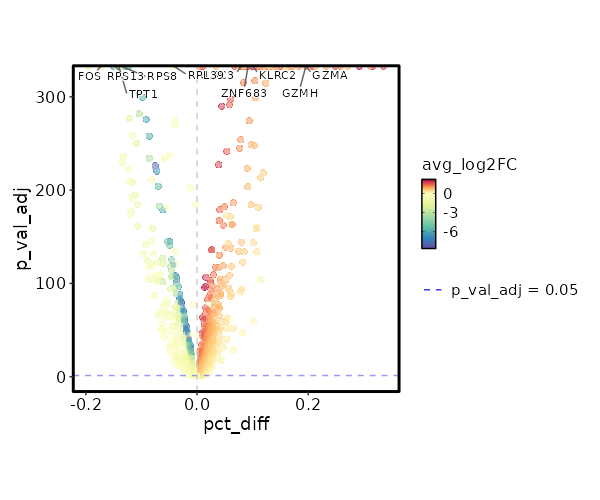 FOS RPS13 RPS8 RPL39 KLRC2 GZMA
TPT1 ZNF683 GZMH
300
200
100
0
p_val_adj
-0.2 0.0 0.2
pct_diff
avg_log2FC
0
-3
-6
p_val_adj = 0.05